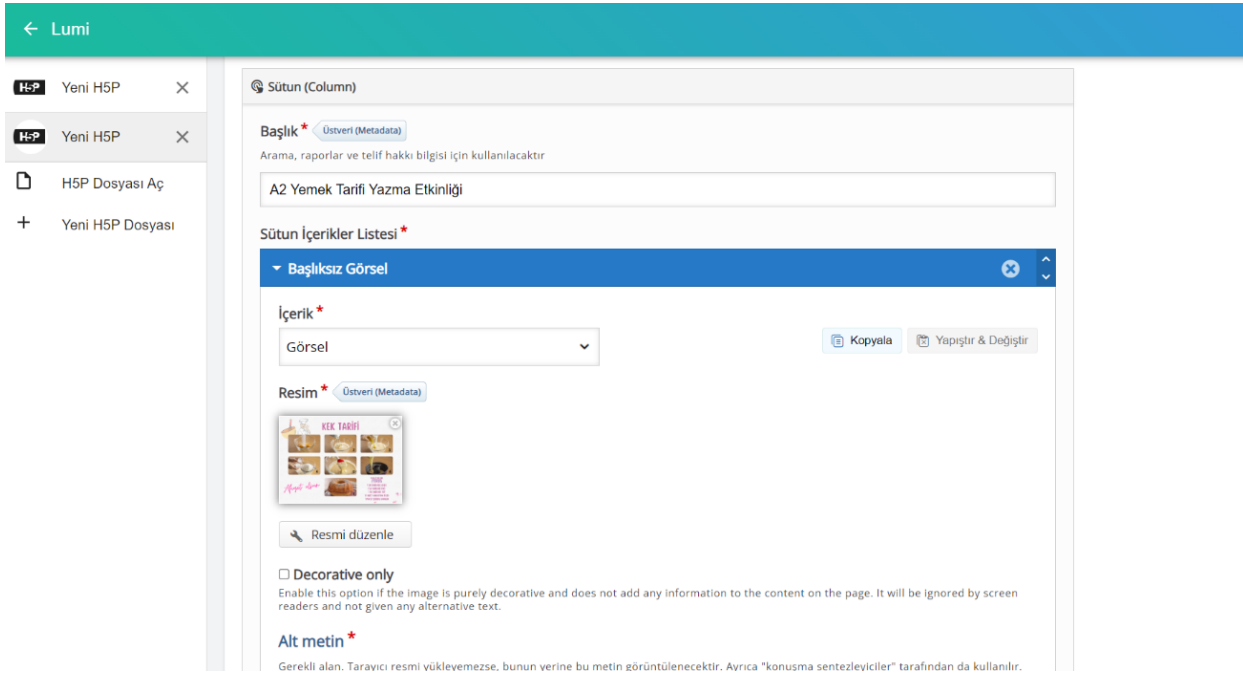 ← Lumi
H5P Yeni H5P
H5P Yeni H5P
H5P Dosyası Aç
+ Yeni H5P Dosyası
Sütun (Column)
Başlık * Üstveri (Metadata)
Arama, raporlar ve telif hakkı bilgisi için kullanılacaktır
A2 Yemek Tarifi Yazma Etkinliği
Sütun İçerikler Listesi *
Başlıksız Görsel
İçerik *
Görsel
Kopyala
Yapıştır & Değiştir
Resim * Üstveri (Metadata)
KEK TARİFİ
Resmi düzenle
Decorative only
Enable this option if the image is purely decorative and does not add any information to the content on the page. It will be ignored by screen
readers and not given any alternative text.
Alt metin *
Gerekli alan. Tarayıcı resmi yükleyemezse, bunun yerine bu metin görüntülenecektir. Ayrıca "konuşma sentezleyiciler" tarafından da kullanılır.